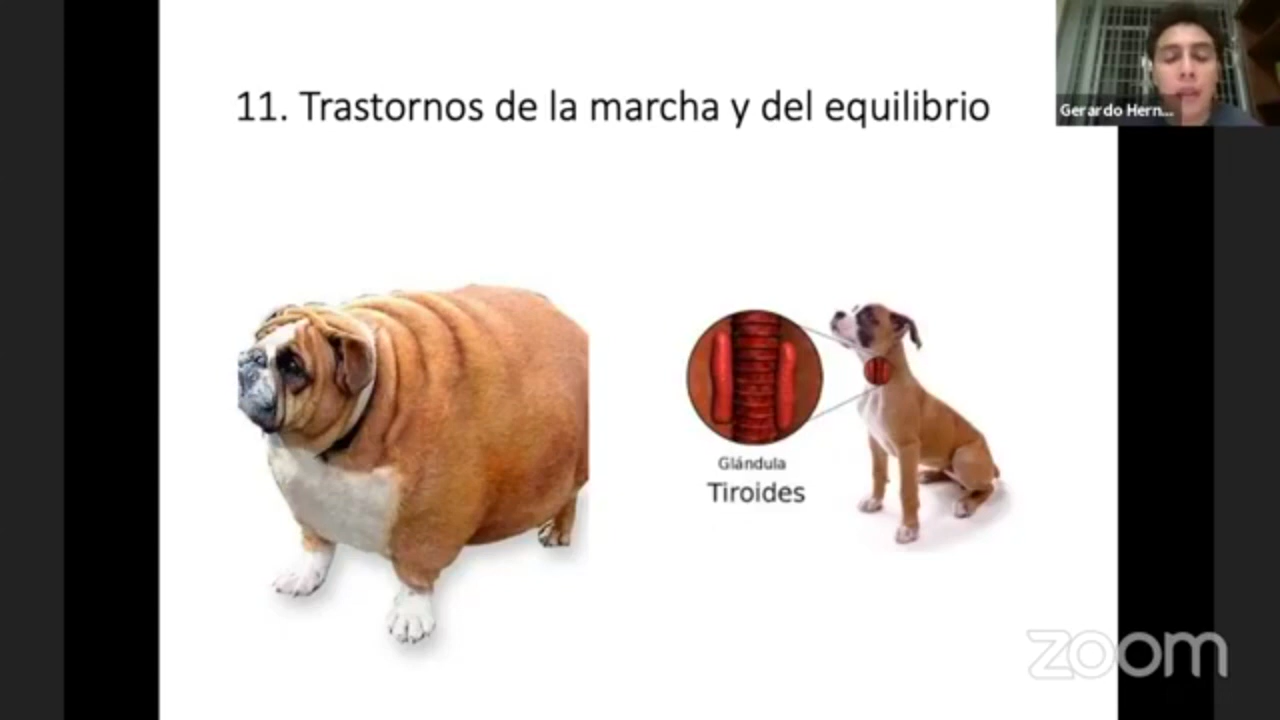 11. Trastornos de la marcha y del equilibrio
Gerardo Hern...
Glándula
Tiroides
zoom